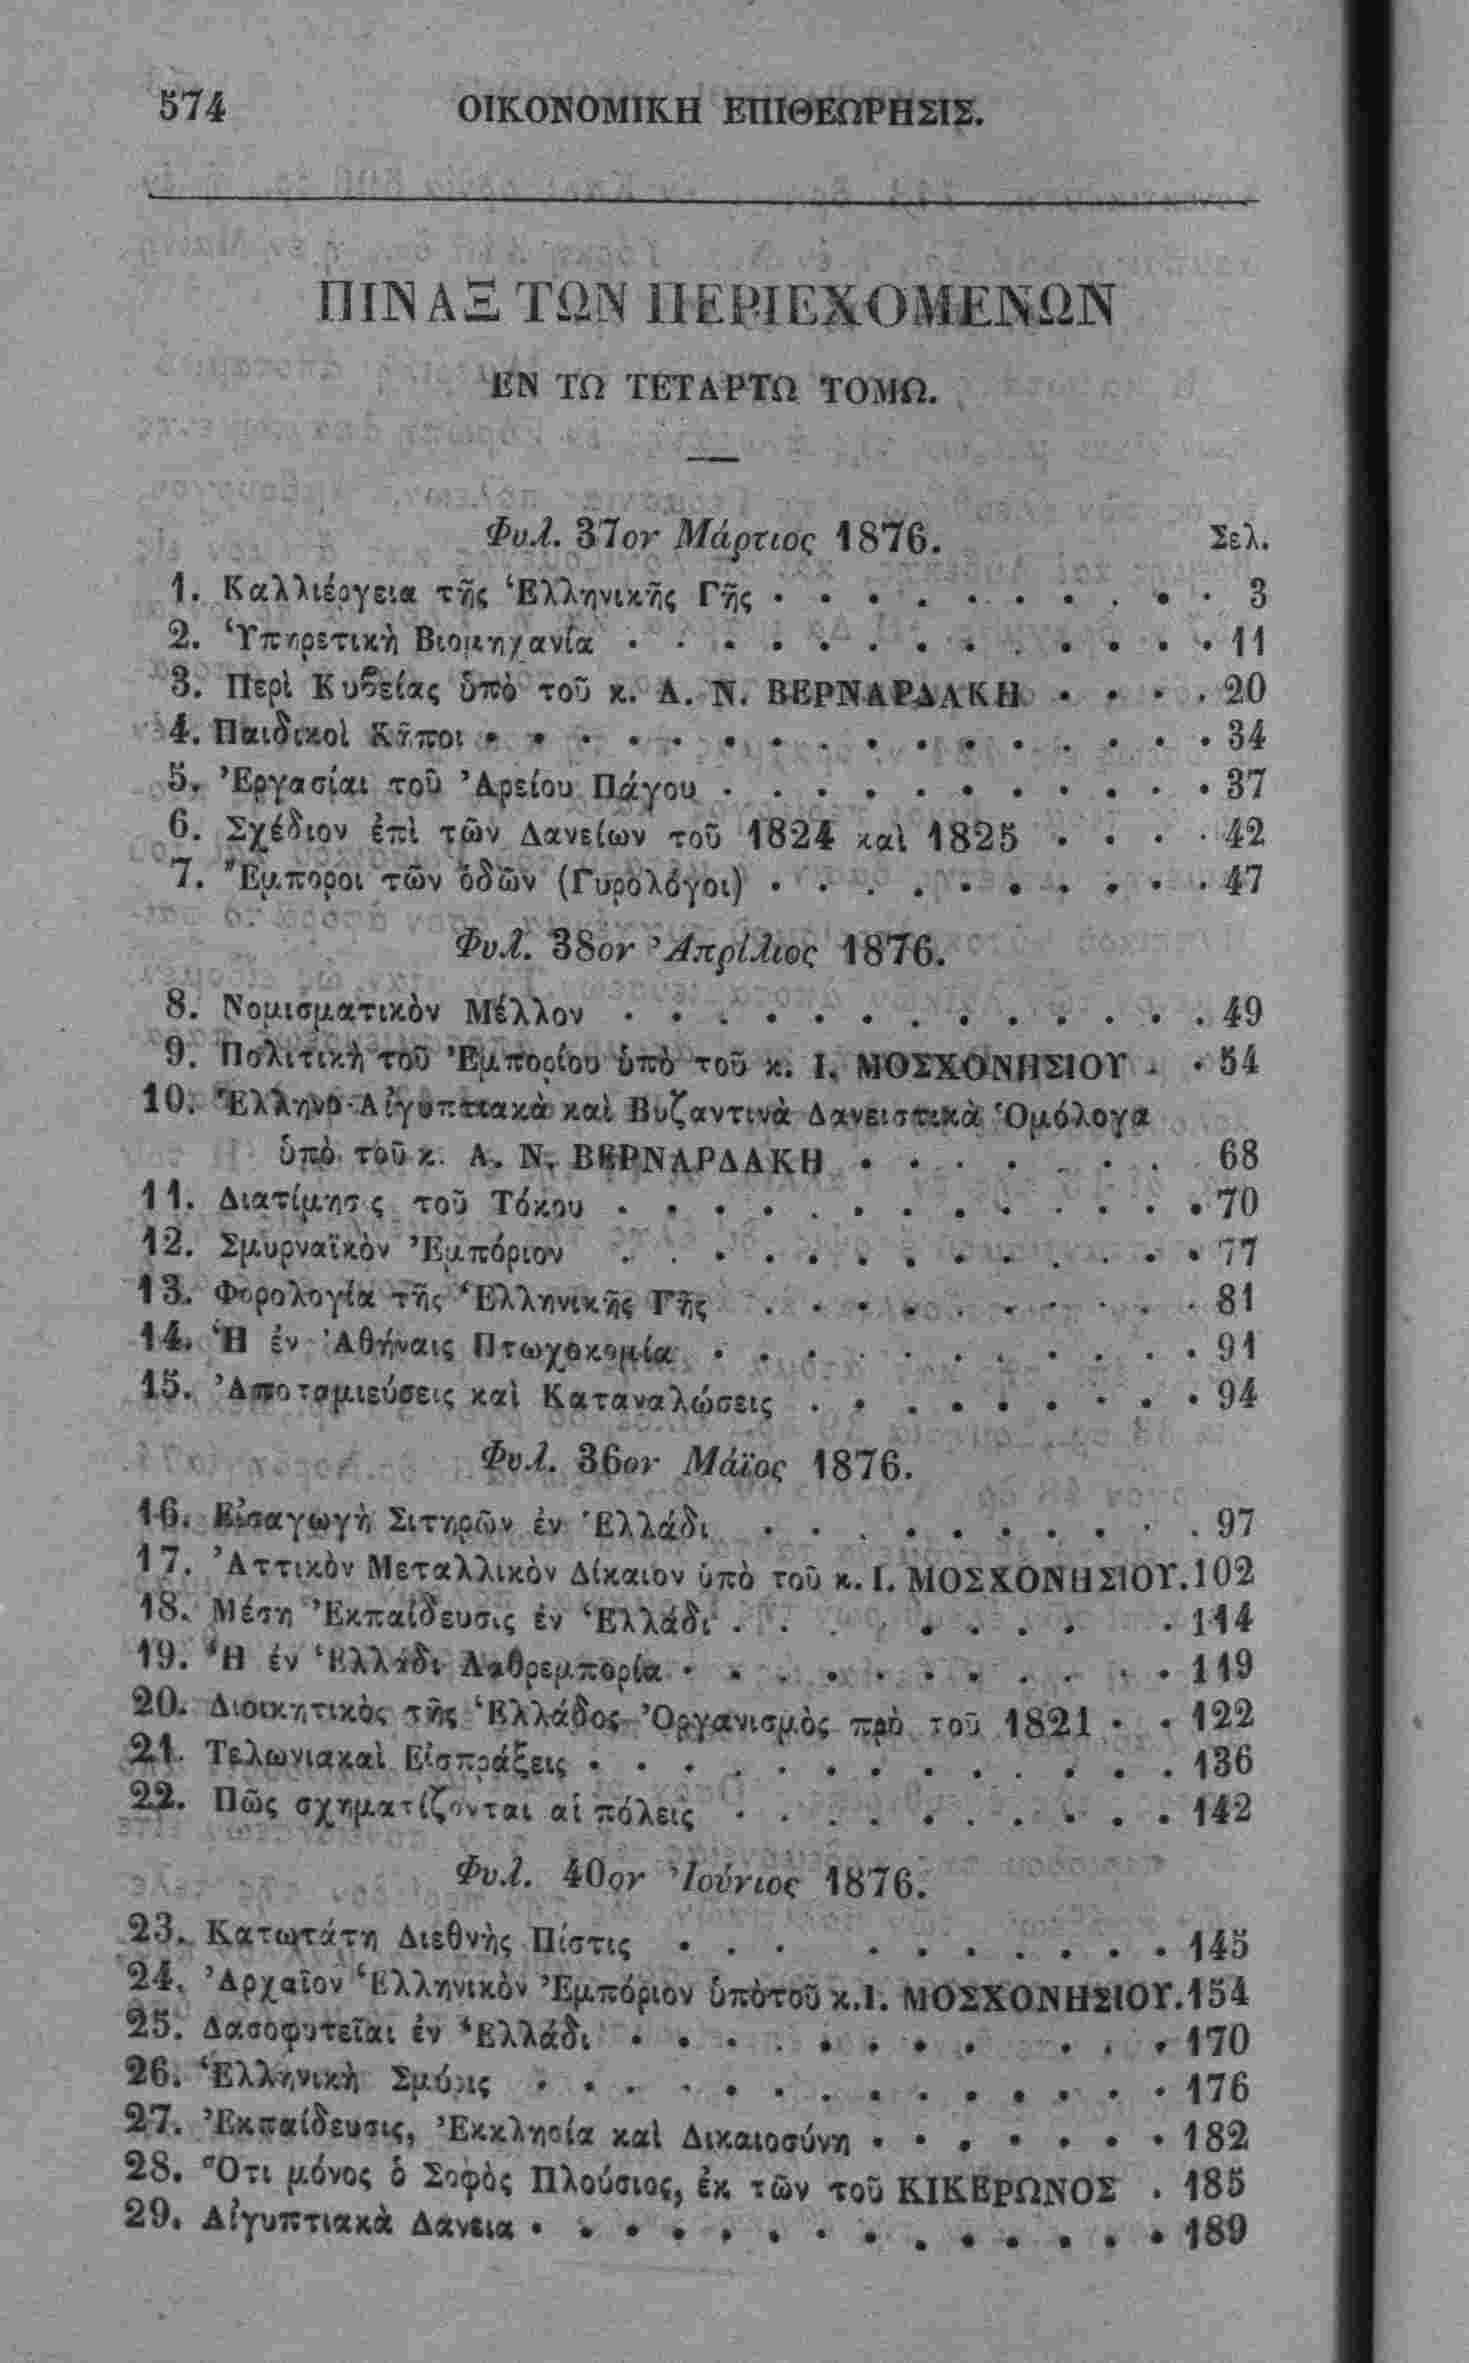 574 ΟΙΚΟΝΟΜΙΚΗ ΕΠΙΘΕΩΡΗΣΙΣ.
ΠΙΝΑΞ ΤΩΝ ΠΕΡΙΕΧΟΜΕΝΩΝ
ΕΝ ΤΩ ΤΕΤΑΡΤΩ ΤΟΜΩ.
Φυλ. 37ον Μάρτιος 1876. Σελ.
1. Καλλιέργεια τῆς Ἑλληνικῆς Γῆς . . . . . . . . . . 3
2. Ὑπηρετικὴ Βιομηχανία . . . . . . . . . . . . . 11
3. Περὶ Κυβείας ὑπὸ τοῦ κ. Δ. Ν. ΒΕΡΝΑΡΔΑΚΗ . . . . 20
4. Παιδικοὶ Κῆποι . . . . . . . . . . . . . . . . 34
5. Ἐργασίαι τοῦ Ἀρείου Πάγου . . . . . . . . . . . 37
6. Σχέδιον ἐπὶ τῶν Δανείων τοῦ 1824 καὶ 1825 . . . . 42
7. Ἔμποροι τῶν ὁδῶν (Γυρολόγοι) . . . . . . . . . . 47
Φυλ. 38ον Ἀπρίλιος 1876.
8. Νομισματικὸν Μέλλον . . . . . . . . . . . . . 49
9. Πολιτικὴ τοῦ Ἐμπορίου ὑπὸ τοῦ κ. Ι. ΜΟΣΧΟΝΗΣΙΟΥ . . 54
10. Ἑλληνο-Αἰγυπτιακὰ καὶ Βυζαντινὰ Δανειστικὰ Ὁμόλογα
ὑπὸ τοῦ κ. Δ. Ν. ΒΕΡΝΑΡΔΑΚΗ . . . . . . . 68
11. Διατίμησις τοῦ Τόκου . . . . . . . . . . . . . 70
12. Σμυρναϊκὸν Ἐμπόριον . . . . . . . . . . . . . 77
13. Φορολογία τῆς Ἑλληνικῆς Γῆς . . . . . . . . . . 81
14. Ἡ ἐν Ἀθήναις Πτωχοκομία . . . . . . . . . . . 91
15. Ἀποταμιεύσεις καὶ Καταναλώσεις . . . . . . . . . 94
Φυλ. 36ον Μάϊος 1876.
16. Εἰσαγωγὴ Σιτηρῶν ἐν Ἑλλάδι . . . . . . . . . . 97
17. Ἀττικὸν Μεταλλικὸν Δίκαιον ὑπὸ τοῦ κ. Ι. ΜΟΣΧΟΝΗΣΙΟΥ. 102
18. Μέση Ἐκπαίδευσις ἐν Ἑλλάδι . . . . . . . . . 114
19. Ἡ ἐν Ἑλλάδι Λαθρεμπορία . . . . . . . . . . . 119
20. Διοικητικὸς τῆς Ἑλλάδος Ὀργανισμὸς πρὸ τοῦ 1821 . . 122
21. Τελωνιακαὶ Εἰσπράξεις . . . . . . . . . . . . . 136
22. Πῶς σχηματίζονται αἱ πόλεις . . . . . . . . . . 142
Φυλ. 40ον Ἰούνιος 1876.
23. Κατωτάτη Διεθνὴς Πίστις . . . . . . . . . . 145
24. Ἀρχαῖον Ἑλληνικὸν Ἐμπόριον ὑπὸ τοῦ κ. Ι. ΜΟΣΧΟΝΗΣΙΟΥ. 154
25. Δασοφυτεῖαι ἐν Ἑλλάδι . . . . . . . . . . . 170
26. Ἑλληνικὴ Σμύρις . . . . . . . . . . . . . . 176
27. Ἐκπαίδευσις, Ἐκκλησία καὶ Δικαιοσύνη . . . . . . . 182
28. Ὅτι μόνος ὁ Σοφὸς Πλούσιος, ἐκ τῶν τοῦ ΚΙΚΕΡΩΝΟΣ . 185
29. Αἰγυπτιακὰ Δάνεια . . . . . . . . . . . . . . 189